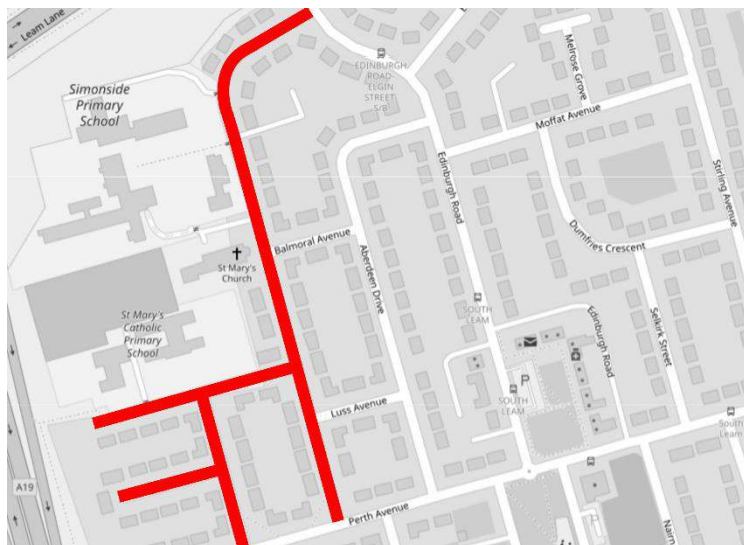 Leam Lane
Simonside
Primary
School
EDINBURGH
ROAD-
ELGIN
STREET
S/B
Melrose Grove
Moffat Avenue
Edinburgh Road
Stirling Avenue
Balmoral Avenue
Aberdeen Drive
Dumfries Crescent
St Mary's
Church
St Mary's
Catholic
Primary
School
SOUTH
LEAM
Edinburgh Road
Selkirk Street
P
SOUTH
LEAM
Luss Avenue
South
Leam
A19
Perth Avenue
Nairn
P